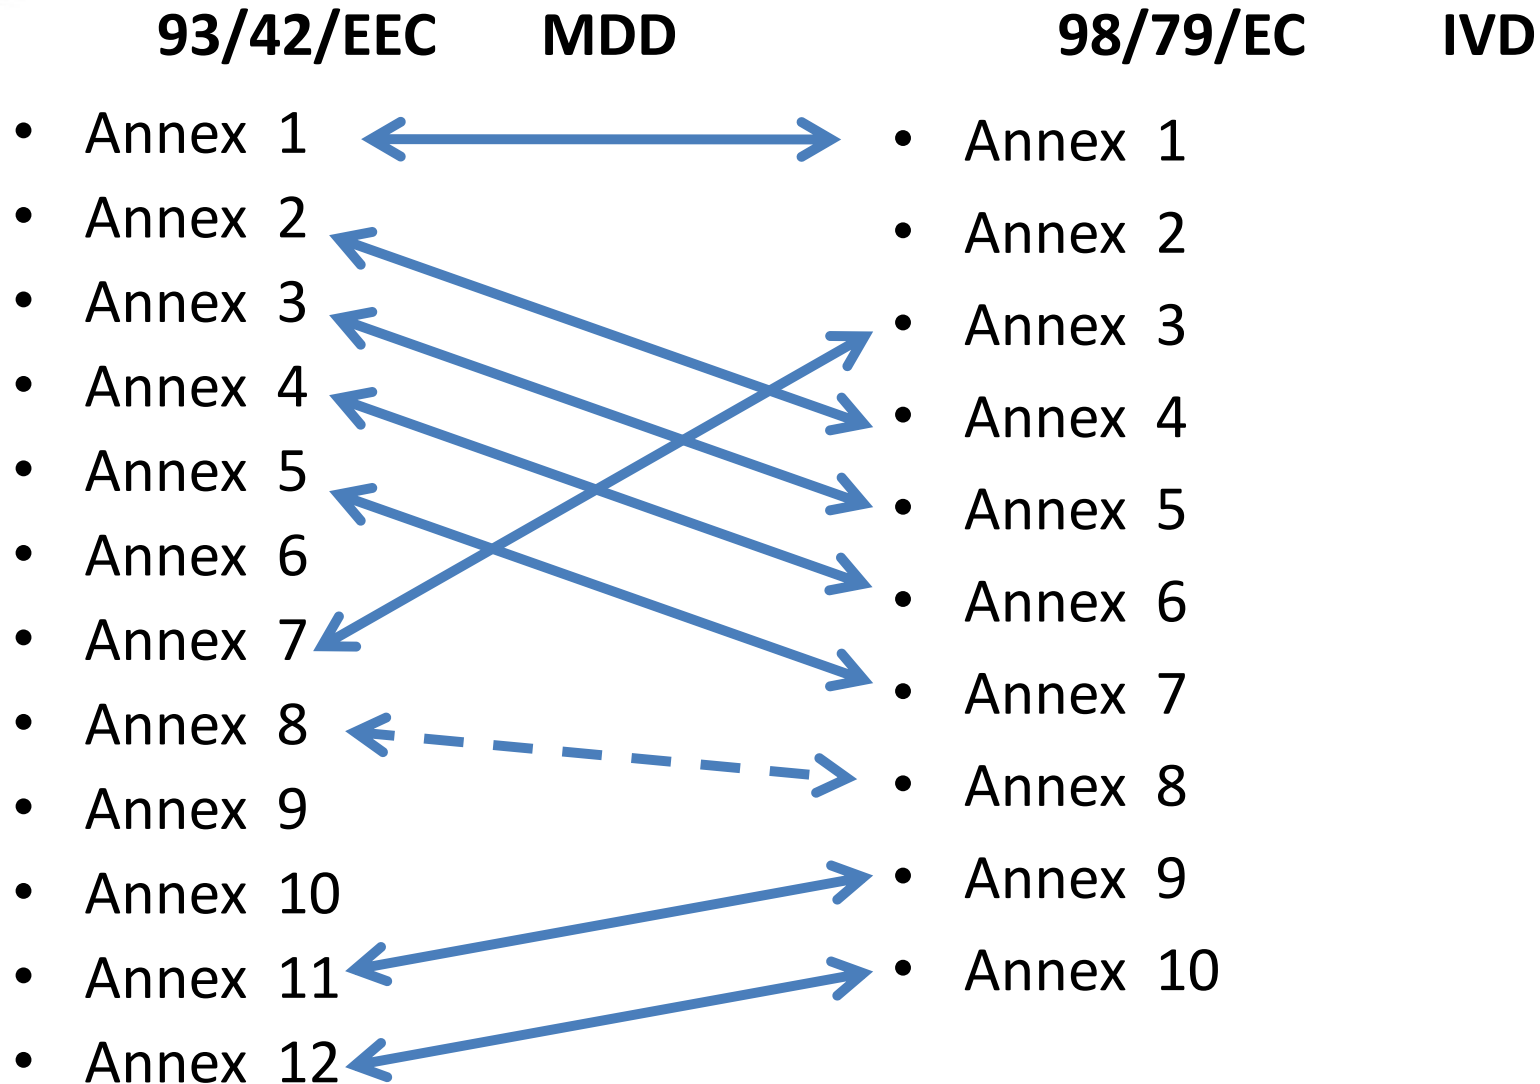 93/42/EEC MDD
98/79/EC IVD
• Annex 1
• Annex 2
• Annex 3
• Annex 4
• Annex 5
• Annex 6
• Annex 7
• Annex 8
• Annex 9
• Annex 10
• Annex 11
• Annex 12
• Annex 1
• Annex 2
• Annex 3
• Annex 4
• Annex 5
• Annex 6
• Annex 7
• Annex 8
• Annex 9
• Annex 10